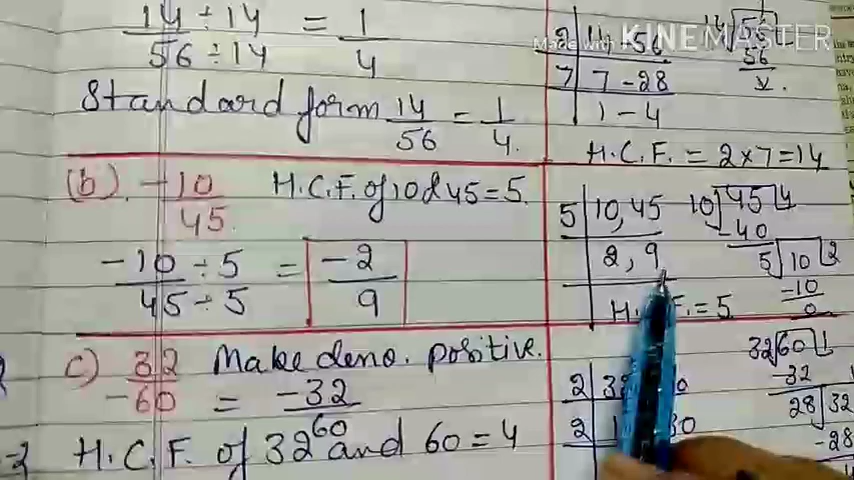 14 ÷ 14 = 1
56 ÷ 14 4
Standard form 14/56 = 1/4.
(b). -10/45. H.C.F. of 10 & 45 = 5.
-10 ÷ 5 = -2
45 ÷ 5 9
c) 32 Make deno. positive.
-60 = -32
60
H.C.F. of 32 and 60 = 4
Made with KINEMASTER
7 7 - 28
1 - 4
56
x.
H.C.F. = 2 x 7 = 14
5 10, 45
2, 9
= 5
10 45 4
-40
5 10 2
-10
0
32 60 1
-32
28 32
-28
2
2